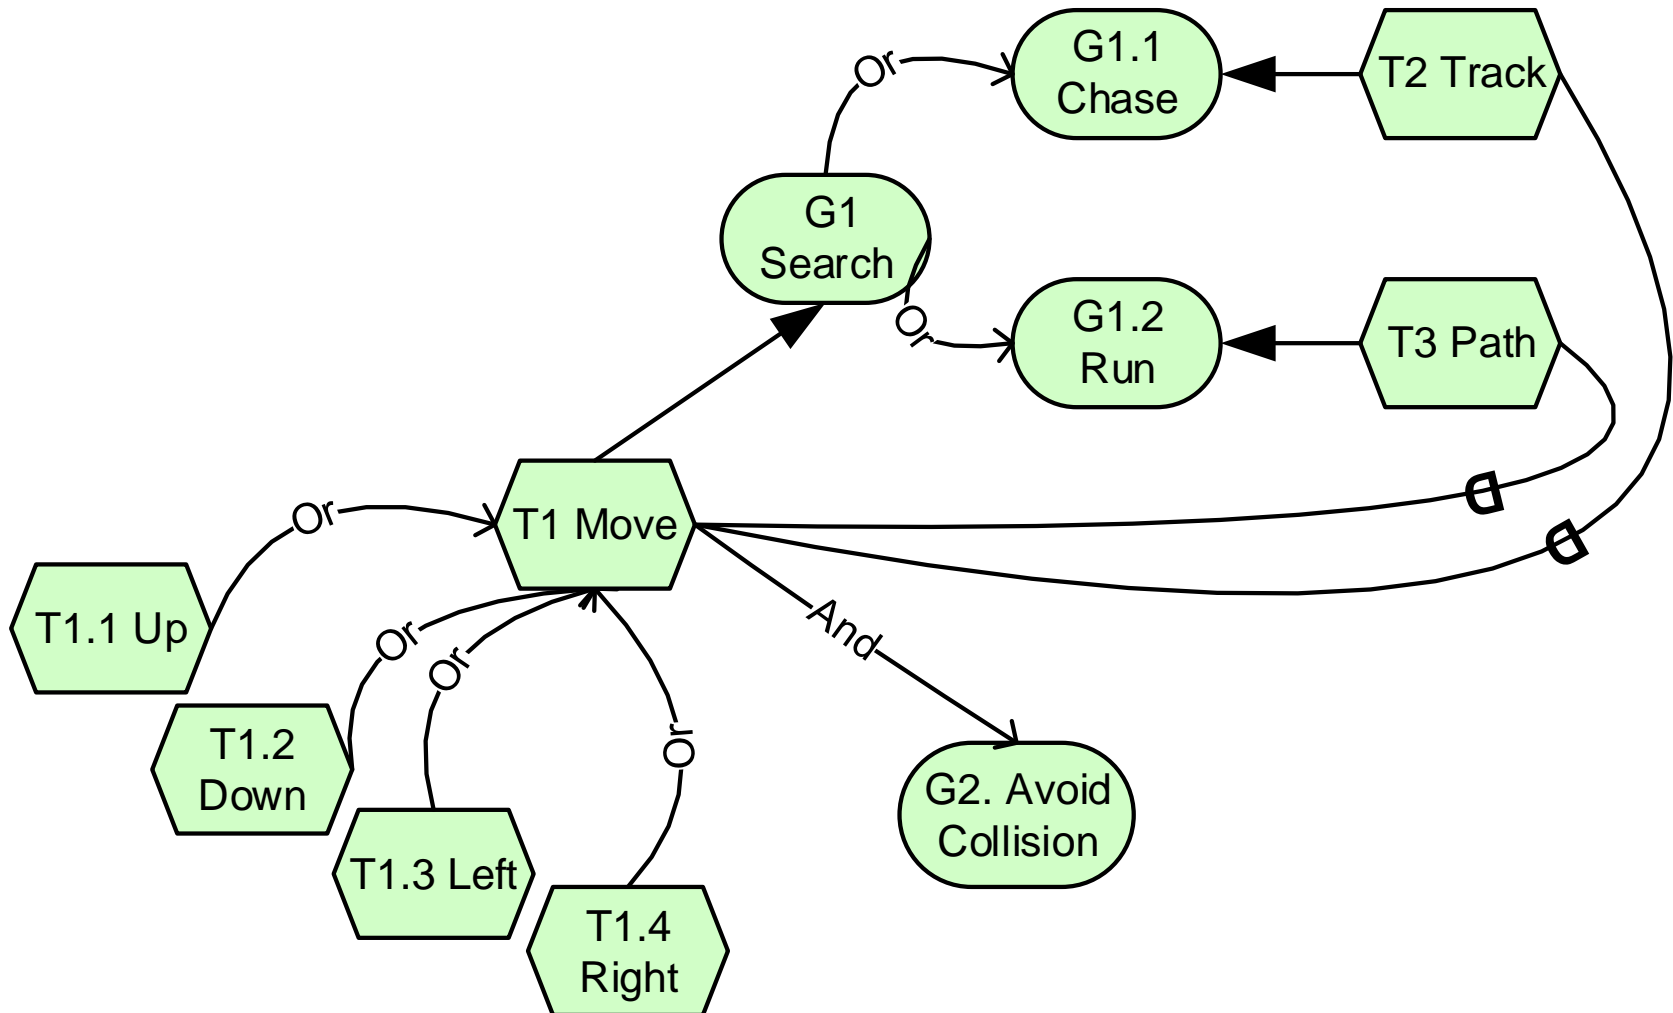 Or
G1.1
Chase
T2 Track
G1
Search
Or
G1.2
Run
T3 Path
Or
T1 Move
D
D
T1.1 Up
Or
Or
And
T1.2
Down
Or
G2. Avoid
Collision
T1.3 Left
T1.4
Right